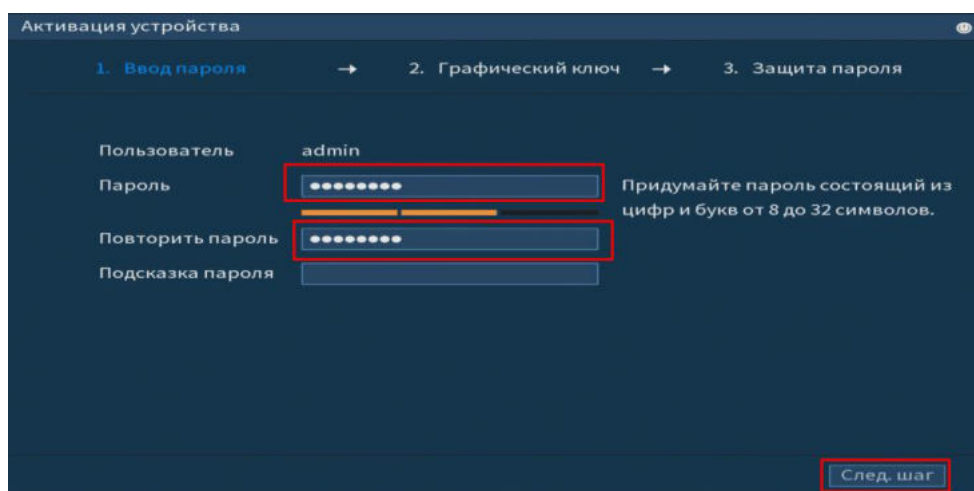 Активация устройства
1. Ввод пароля → 2. Графический ключ → 3. Защита пароля
Пользователь admin
Пароль ●●●●●●●● Придумайте пароль состоящий из
цифр и букв от 8 до 32 символов.
Повторить пароль ●●●●●●●●
Подсказка пароля
След. шаг